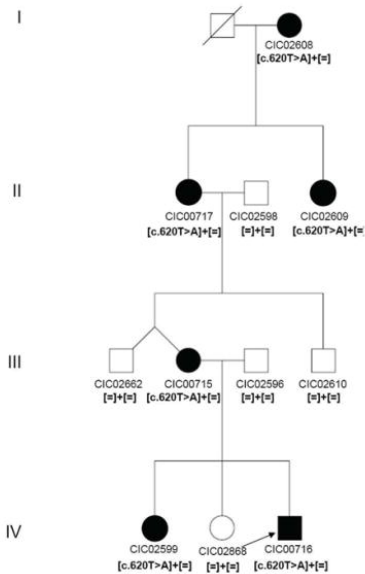 I
CIC02608
[c.620T>A]+[=]
II
CIC00717 CIC02598 CIC02609
[c.620T>A]+[=] [=]+[=] [c.620T>A]+[=]
III
CIC02662 CIC00715 CIC02596 CIC02610
[=]+[=] [c.620T>A]+[=] [=]+[=] [=]+[=]
IV
CIC02599 CIC02868 CIC00716
[c.620T>A]+[=] [=]+[=] [c.620T>A]+[=]